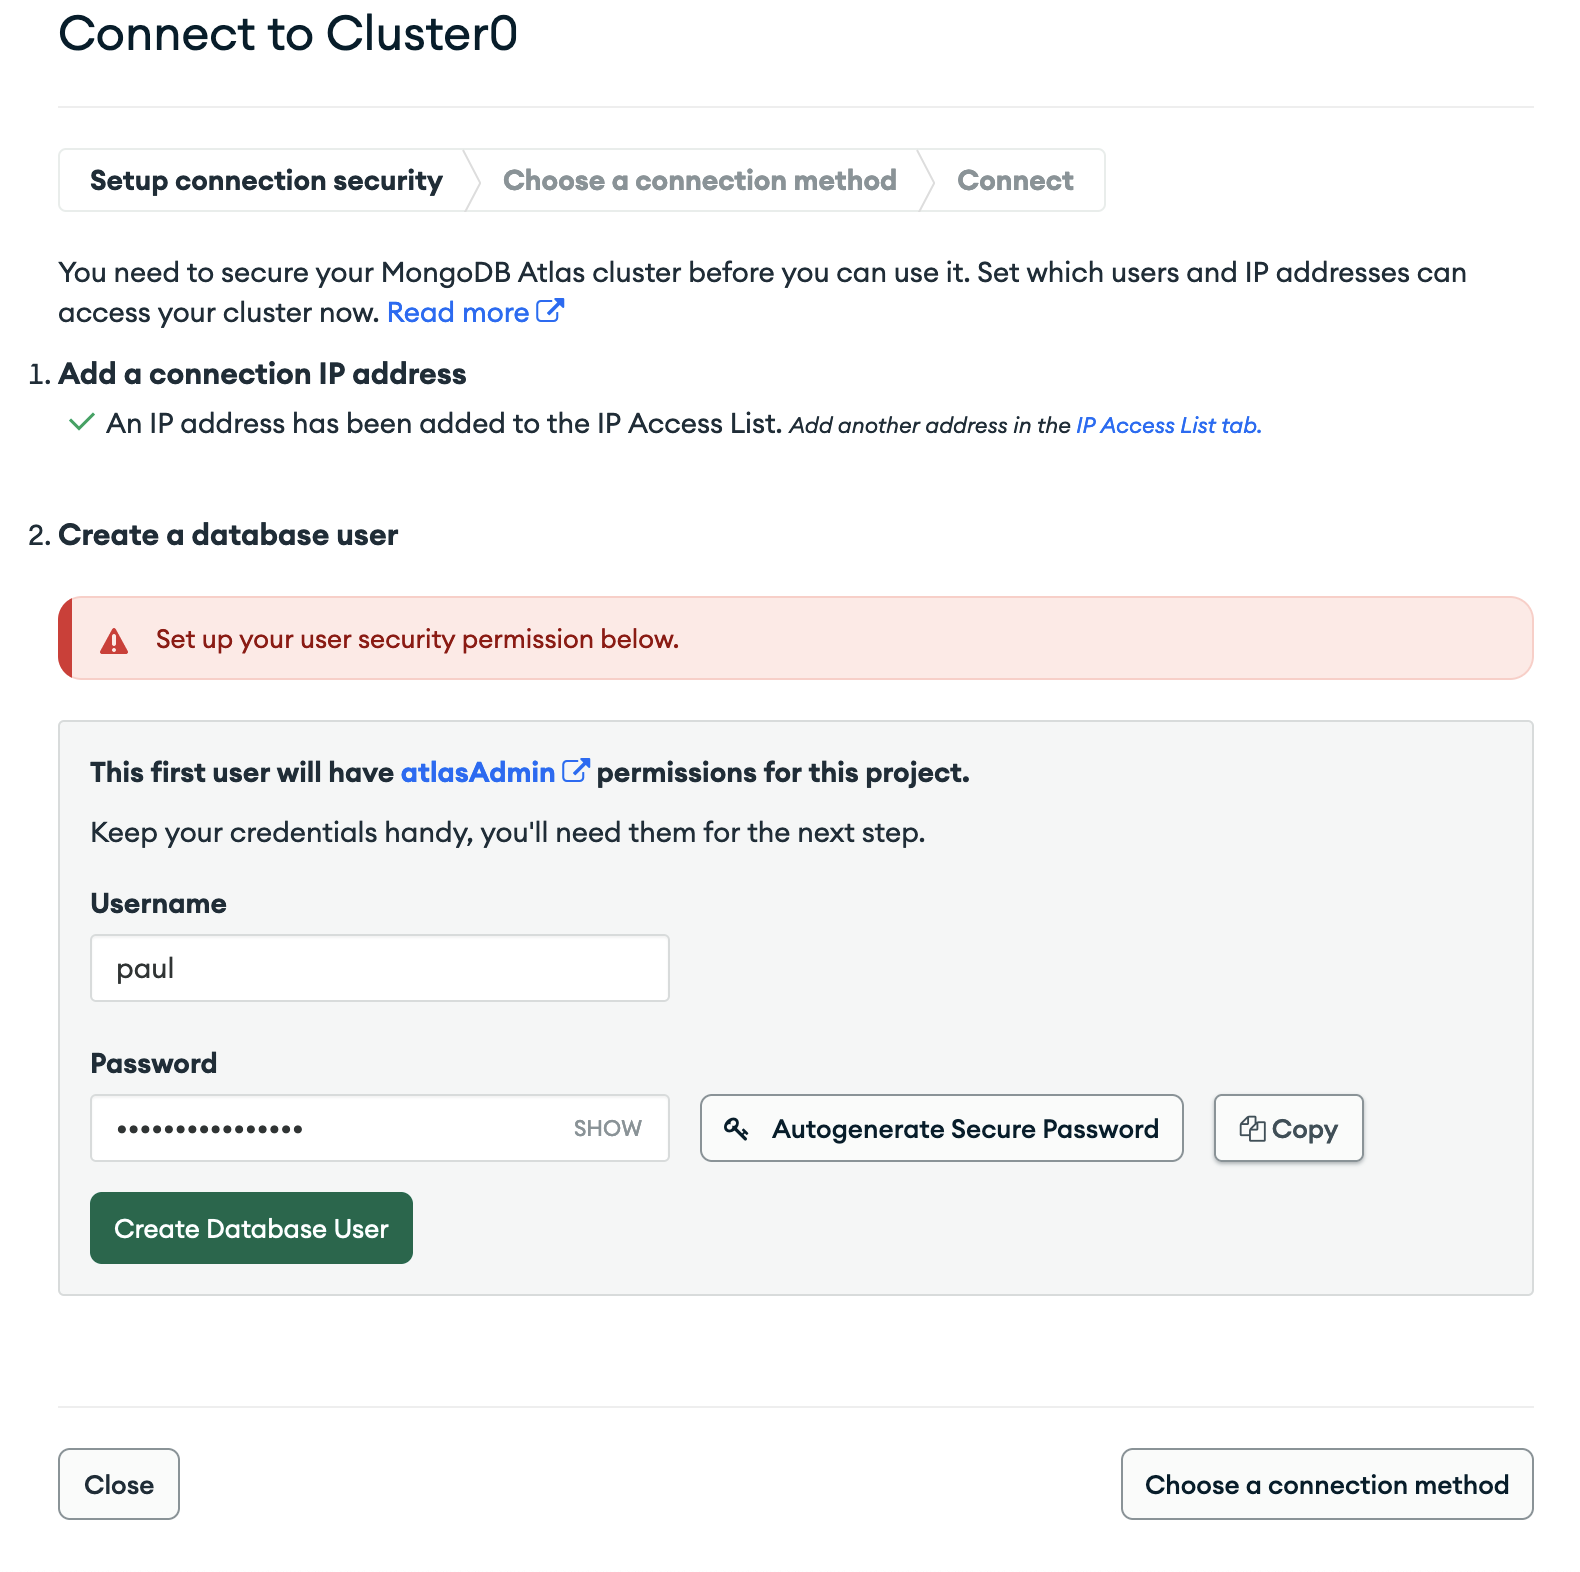 Connect to Cluster0
Setup connection security
Choose a connection method
Connect
You need to secure your MongoDB Atlas cluster before you can use it. Set which users and IP addresses can
access your cluster now. Read more
1. Add a connection IP address
An IP address has been added to the IP Access List. Add another address in the IP Access List tab.
2. Create a database user
Set up your user security permission below.
This first user will have atlasAdmin permissions for this project.
Keep your credentials handy, you'll need them for the next step.
Username
paul
Password
•••••••••••••••• SHOW
Autogenerate Secure Password
Copy
Create Database User
Close
Choose a connection method